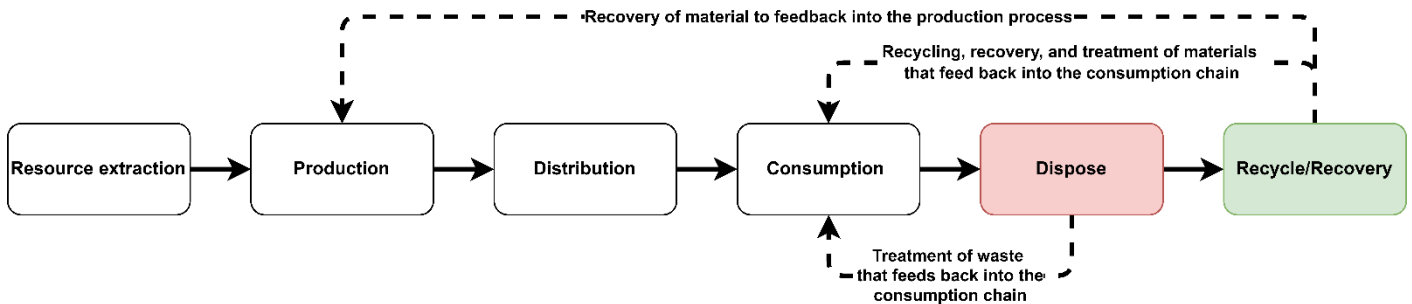 Recovery of material to feedback into the production process
Recycling, recovery, and treatment of materials
that feed back into the consumption chain
Resource extraction
Production
Distribution
Consumption
Dispose
Recycle/Recovery
Treatment of waste
that feeds back into the
consumption chain